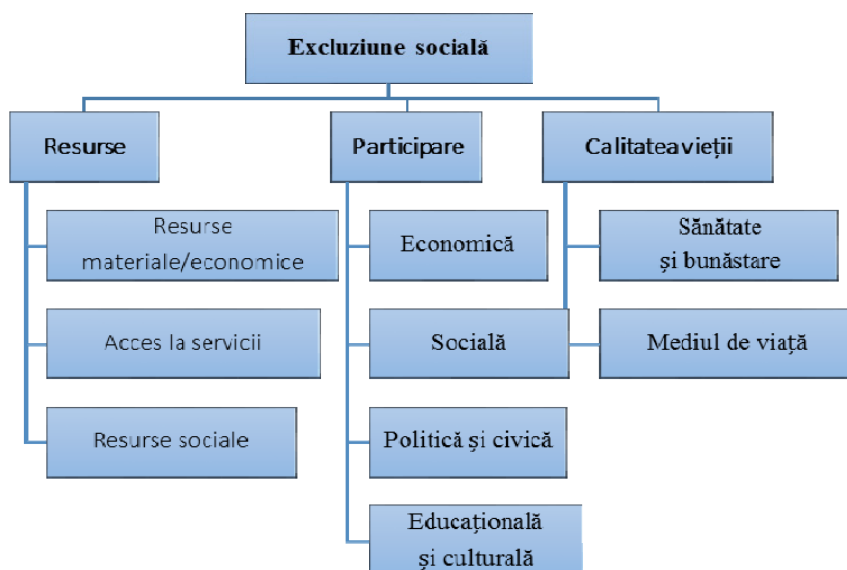 Excluziune socială
Resurse
Participare
Calitateavieții
Resurse
materiale/economice
Acces la servicii
Resurse sociale
Economică
Socială
Politică și civică
Educațională
și culturală
Sănătate
și bunăstare
Mediul de viață